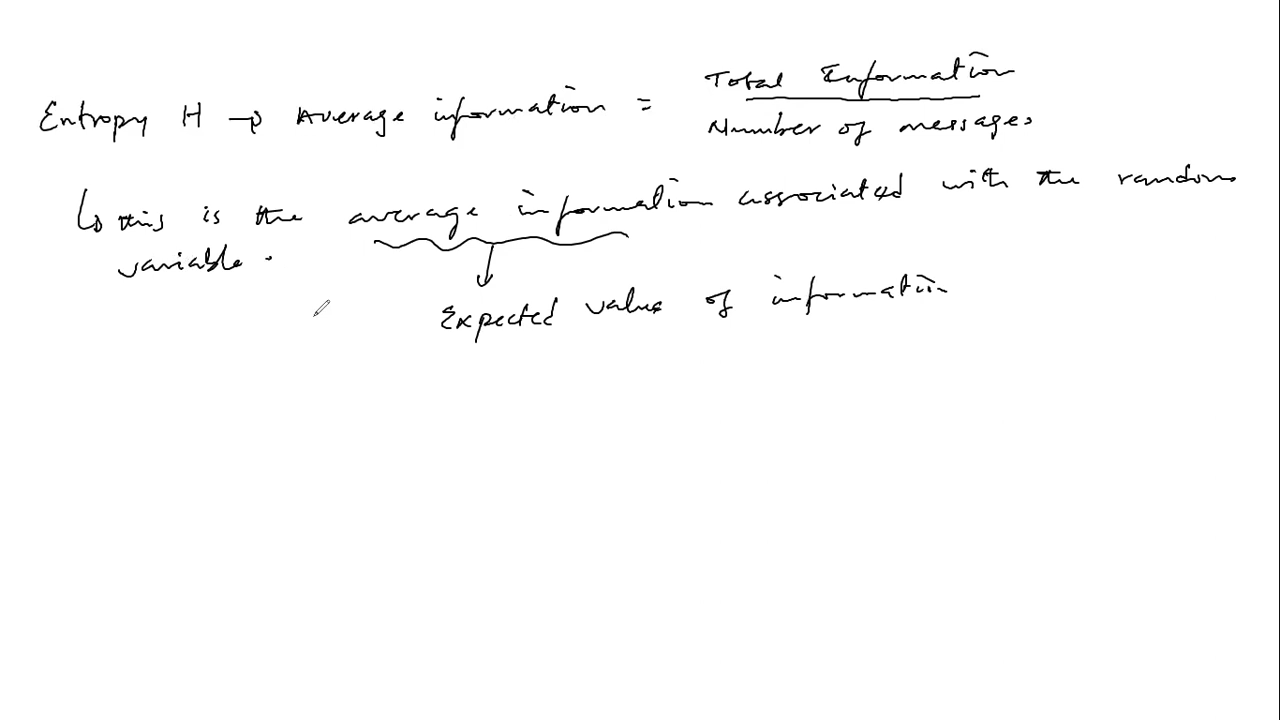 Entropy H → Average information = Total Information
Number of messages
↳ this is the average information associated with the random
variable.
Expected value of information